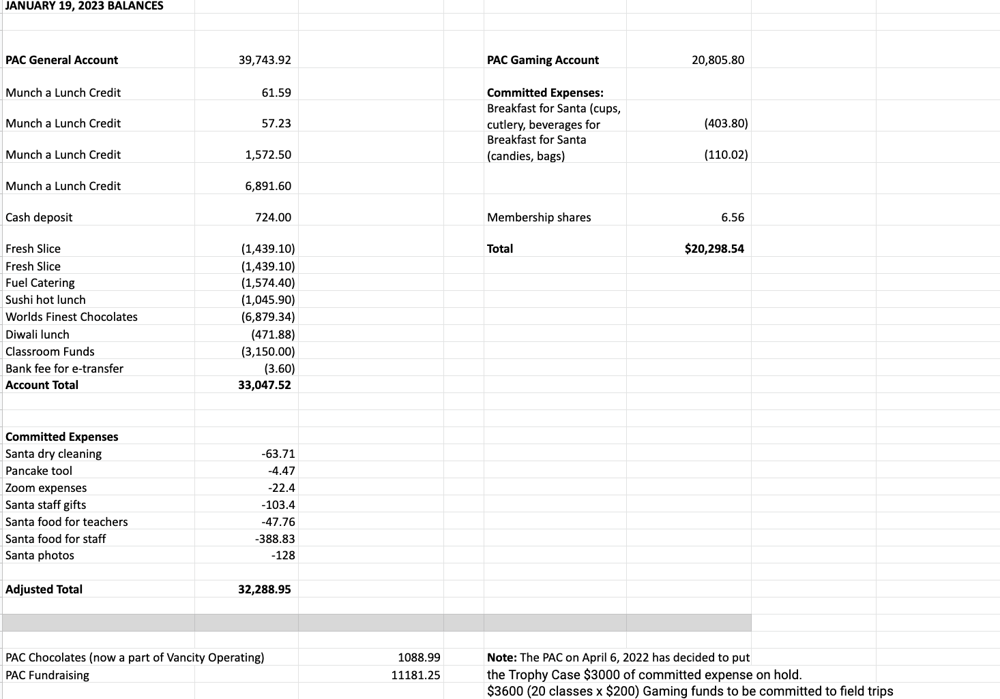 JANUARY 19, 2023 BALANCES
PAC General Account 39,743.92 PAC Gaming Account 20,805.80
Munch a Lunch Credit 61.59 Committed Expenses:
Breakfast for Santa (cups,
Munch a Lunch Credit 57.23 cutlery, beverages for (403.80)
Breakfast for Santa
Munch a Lunch Credit 1,572.50 (candies, bags) (110.02)
Munch a Lunch Credit 6,891.60
Cash deposit 724.00 Membership shares 6.56
Fresh Slice (1,439.10) Total $20,298.54
Fresh Slice (1,439.10)
Fuel Catering (1,574.40)
Sushi hot lunch (1,045.90)
Worlds Finest Chocolates (6,879.34)
Diwali lunch (471.88)
Classroom Funds (3,150.00)
Bank fee for e-transfer (3.60)
Account Total 33,047.52
Committed Expenses
Santa dry cleaning -63.71
Pancake tool -4.47
Zoom expenses -22.4
Santa staff gifts -103.4
Santa food for teachers -47.76
Santa food for staff -388.83
Santa photos -128
Adjusted Total 32,288.95
PAC Chocolates (now a part of Vancity Operating) 1088.99 Note: The PAC on April 6, 2022 has decided to put
PAC Fundraising 11181.25 the Trophy Case $3000 of committed expense on hold.
$3600 (20 classes x $200) Gaming funds to be committed to field trips